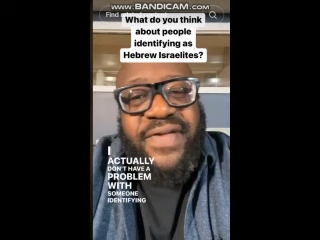 WWW.BANDICAM.COM
Find
What do you think
about people
identifying as
Hebrew Israelites?
I
ACTUALLY
DON'T HAVE A
PROBLEM
WITH
SOMEONE
IDENTIFYING